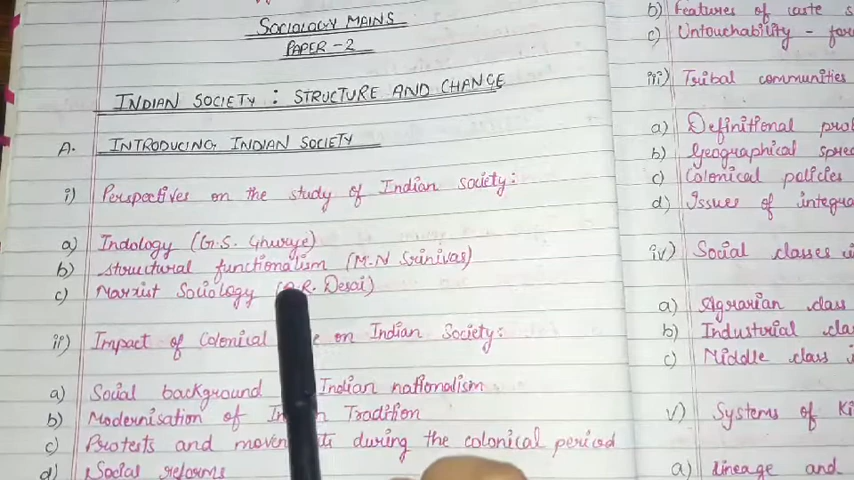 SOCIOLOGY MAINS
PAPER - 2
INDIAN SOCIETY : STRUCTURE AND CHANGE
A. INTRODUCING INDIAN SOCIETY
i) Perspectives on the study of Indian society:
a) Indology (G.S. Ghurye)
b) structural functionalism (M.N Srinivas)
c) Marxist Sociology R. Desai)
ii) Impact of Colonical on Indian Society:
a) Social background Indian nationalism
b) Modernisation of Tradition
c) Protests and during the colonical period
d) Social reforms
b) Features of caste
c) Untouchability -
iii) Tribal communities
a) Definitional
b) Geographical
c) Colonical policies
d) Issues of
iv) Social classes
a) Agrarian class
b) Industrial
c) Middle class
v) Systems of
a) lineage and